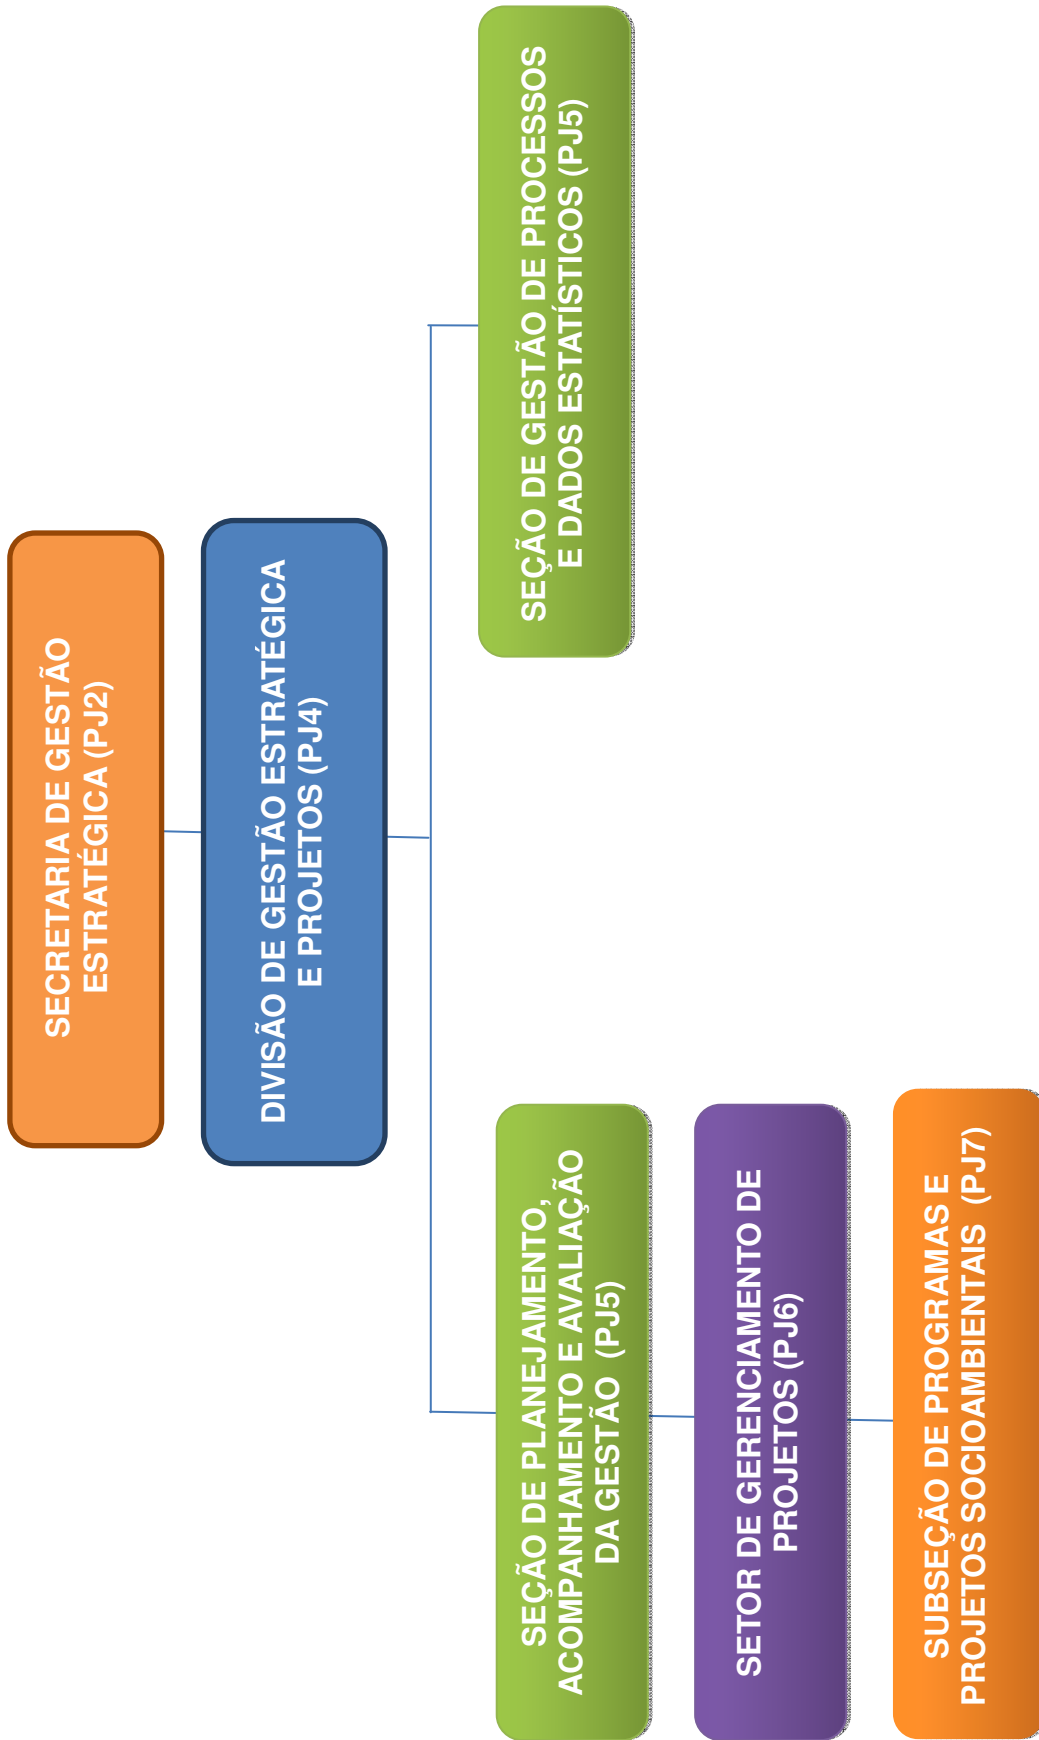 SECRETARIA DE GESTÃO
ESTRATÉGICA (PJ2)
DIVISÃO DE GESTÃO ESTRATÉGICA
E PROJETOS (PJ4)
SEÇÃO DE PLANEJAMENTO,
ACOMPANHAMENTO E AVALIAÇÃO
DA GESTÃO (PJ5)
SEÇÃO DE GESTÃO DE PROCESSOS
E DADOS ESTATÍSTICOS (PJ5)
SETOR DE GERENCIAMENTO DE
PROJETOS (PJ6)
SUBSEÇÃO DE PROGRAMAS E
PROJETOS SOCIOAMBIENTAIS (PJ7)